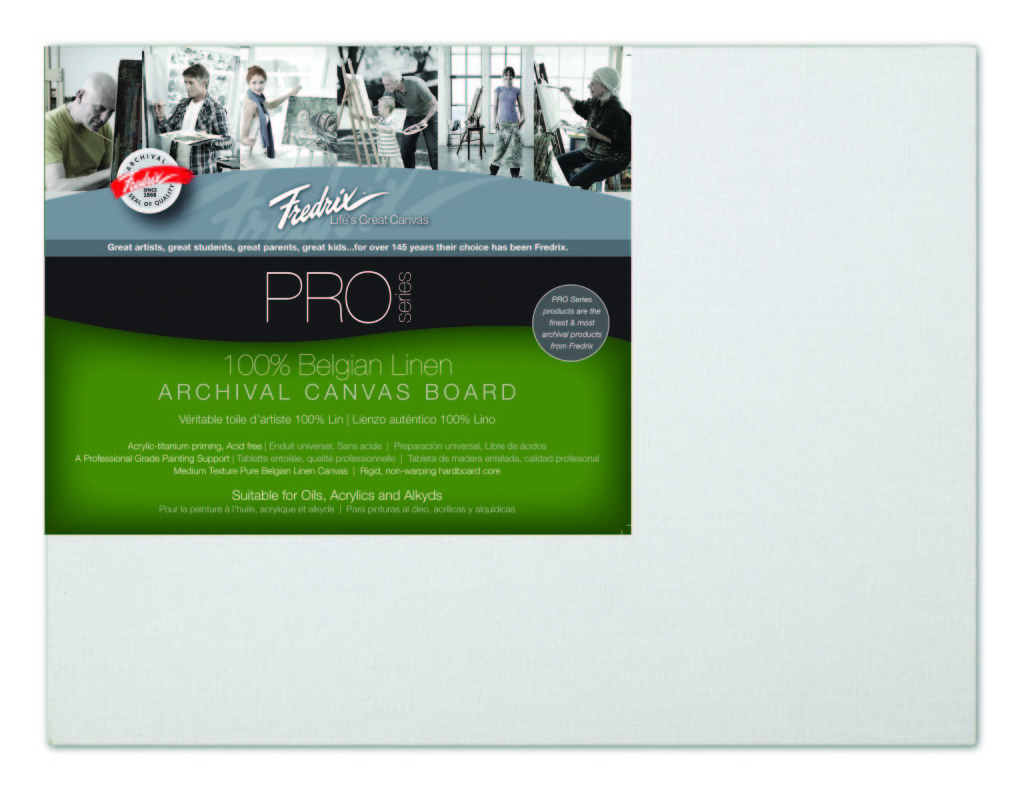 ARCHIVAL
Fredrix
SINCE
1868
SEAL OF QUALITY
Fredrix
Life's Great Canvas
Great artists, great students, great parents, great kids...for over 145 years their choice has been Fredrix.
PRO series
PRO Series
products are the
finest & most
archival products
from Fredrix
100% Belgian Linen
ARCHIVAL CANVAS BOARD
Véritable toile d'artiste 100% Lin | Lienzo auténtico 100% Lino
Acrylic-titanium priming, Acid free | Enduit universel, Sans acide | Preparación universal, Libre de ácidos
A Professional Grade Painting Support | Tablette entoilée, qualité professionnelle | Tableta de madera entelada, calidad profesional
Medium Texture Pure Belgian Linen Canvas | Rigid, non-warping hardboard core
Suitable for Oils, Acrylics and Alkyds
Pour la peinture à l'huile, acrylique et alkyde | Para pinturas al óleo, acrílicas y alquídicas